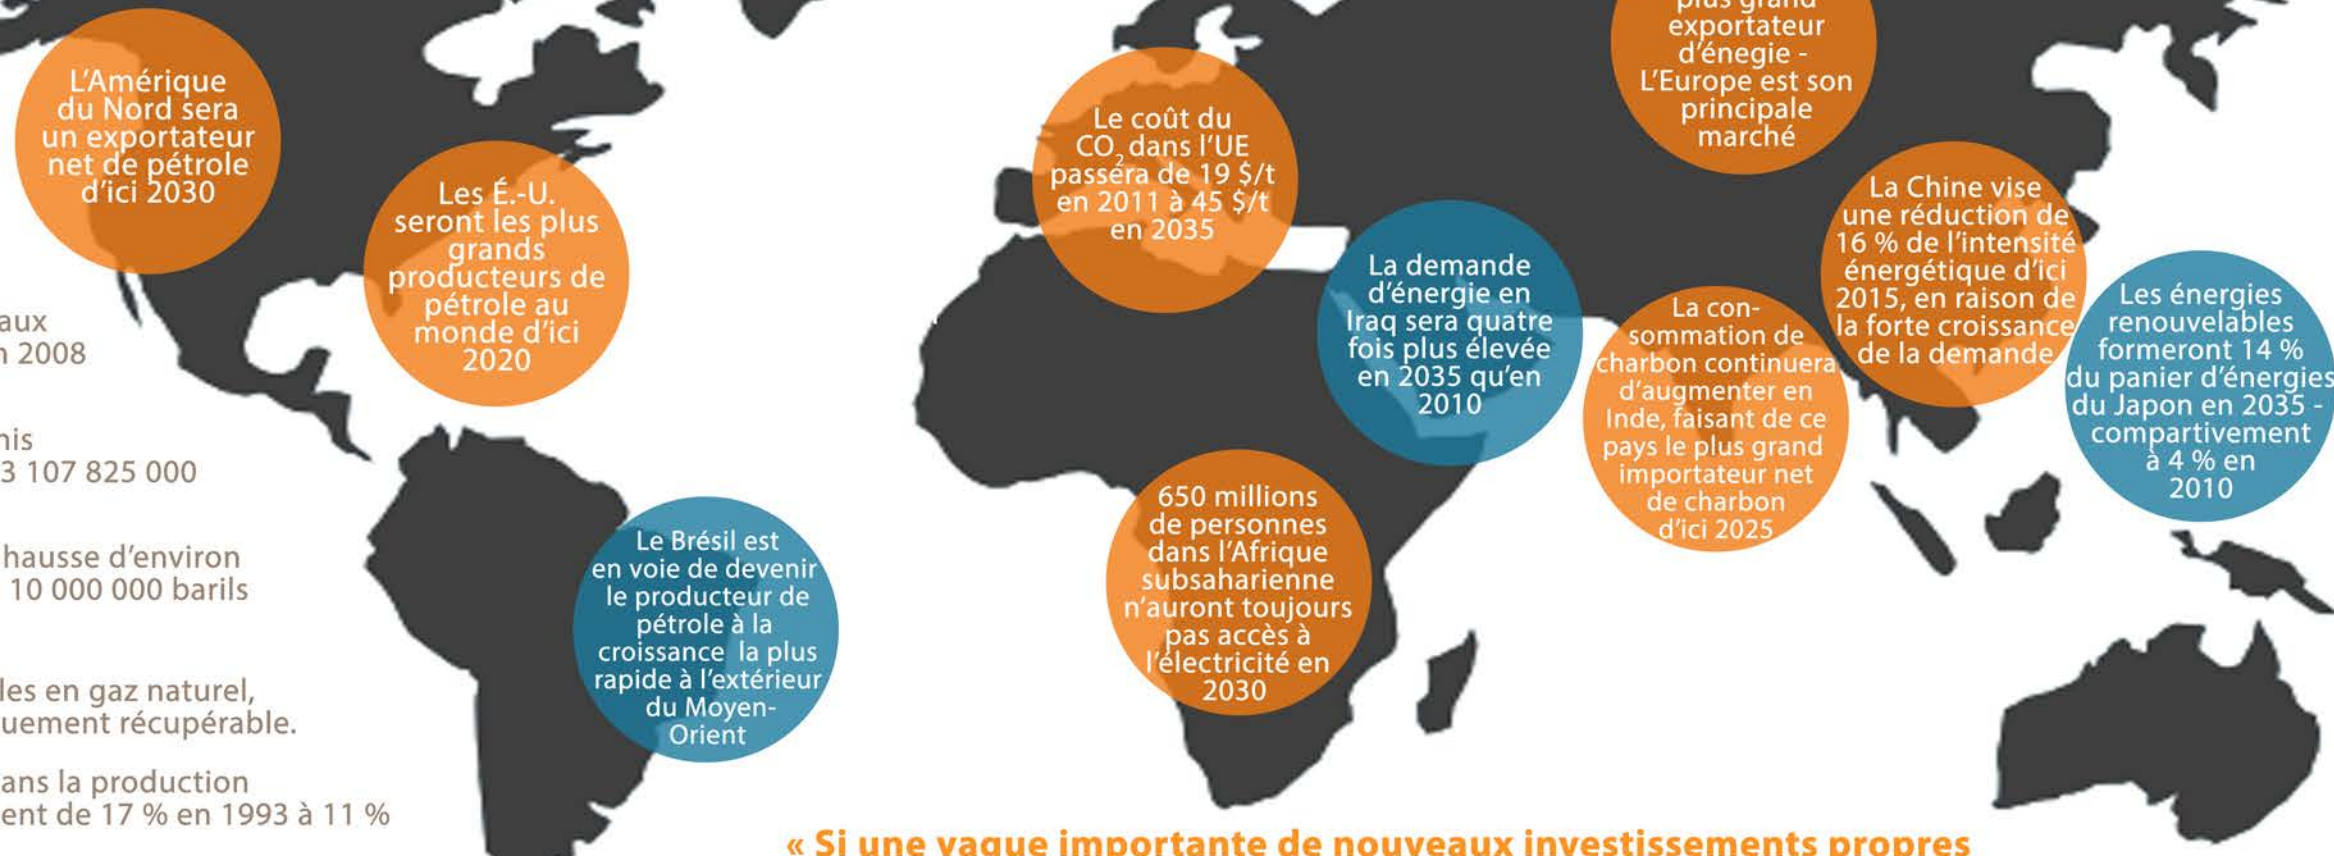 L'Amérique
du Nord sera
un exportateur
net de pétrole
d'ici 2030
Les É.-U.
seront les plus
grands
producteurs de
pétrole au
monde d'ici
2020
Le coût du
CO₂ dans l'UE
passera de 19 $/t
en 2011 à 45 $/t
en 2035
plus grand
exportateur
d'énegie -
L'Europe est son
principale
marché
La Chine vise
une réduction de
16 % de l'intensité
énergétique d'ici
2015, en raison de
la forte croissance
de la demande
La demande
d'énergie en
Iraq sera quatre
fois plus élevée
en 2035 qu'en
2010
La con-
sommation de
charbon continuera
d'augmenter en
Inde, faisant de ce
pays le plus grand
importateur net
de charbon
d'ici 2025
Les énergies
renouvelables
formeront 14 %
du panier d'énergies
du Japon en 2035 -
compartivement
à 4 % en
2010
650 millions
de personnes
dans l'Afrique
subsaharienne
n'auront toujours
pas accès à
l'électricité en
2030
Le Brésil est
en voie de devenir
le producteur de
pétrole à la
croissance la plus
rapide à l'extérieur
du Moyen-
Orient
aux
2008
nis
3 107 825 000
hausse d'environ
10 000 000 barils
les en gaz naturel,
uement récupérable.
ans la production
ent de 17 % en 1993 à 11 %
« Si une vague importante de nouveaux investissements propres